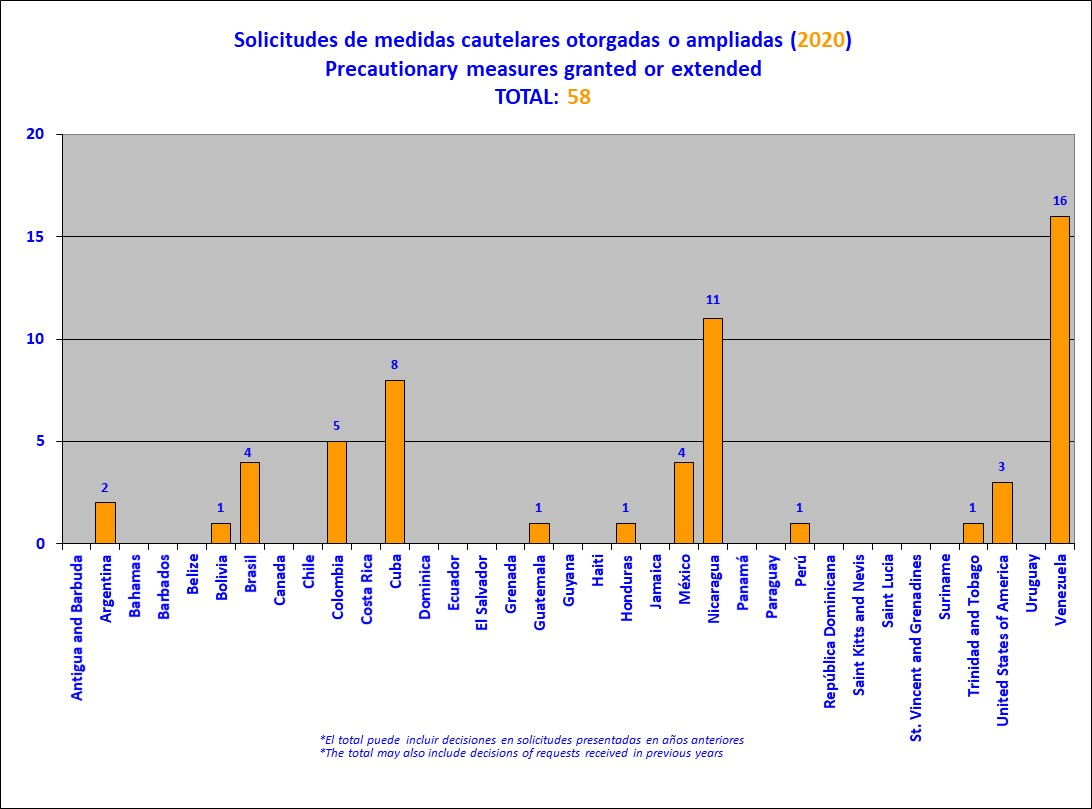 Solicitudes de medidas cautelares otorgadas o ampliadas (2020)
Precautionary measures granted or extended
TOTAL: 58
20
15
10
5
0
2
1
4
5
8
1
1
4
11
1
1
3
16
Antigua and Barbuda
Argentina
Bahamas
Barbados
Belize
Bolivia
Brasil
Canada
Chile
Colombia
Costa Rica
Cuba
Dominica
Ecuador
El Salvador
Grenada
Guatemala
Guyana
Haiti
Honduras
Jamaica
México
Nicaragua
Panamá
Paraguay
Perú
República Dominicana
Saint Kitts and Nevis
Saint Lucia
St. Vincent and Grenadines
Suriname
Trinidad and Tobago
United States of America
Uruguay
Venezuela
*El total puede incluir decisiones en solicitudes presentadas en años anteriores
*The total may also include decisions of requests received in previous years